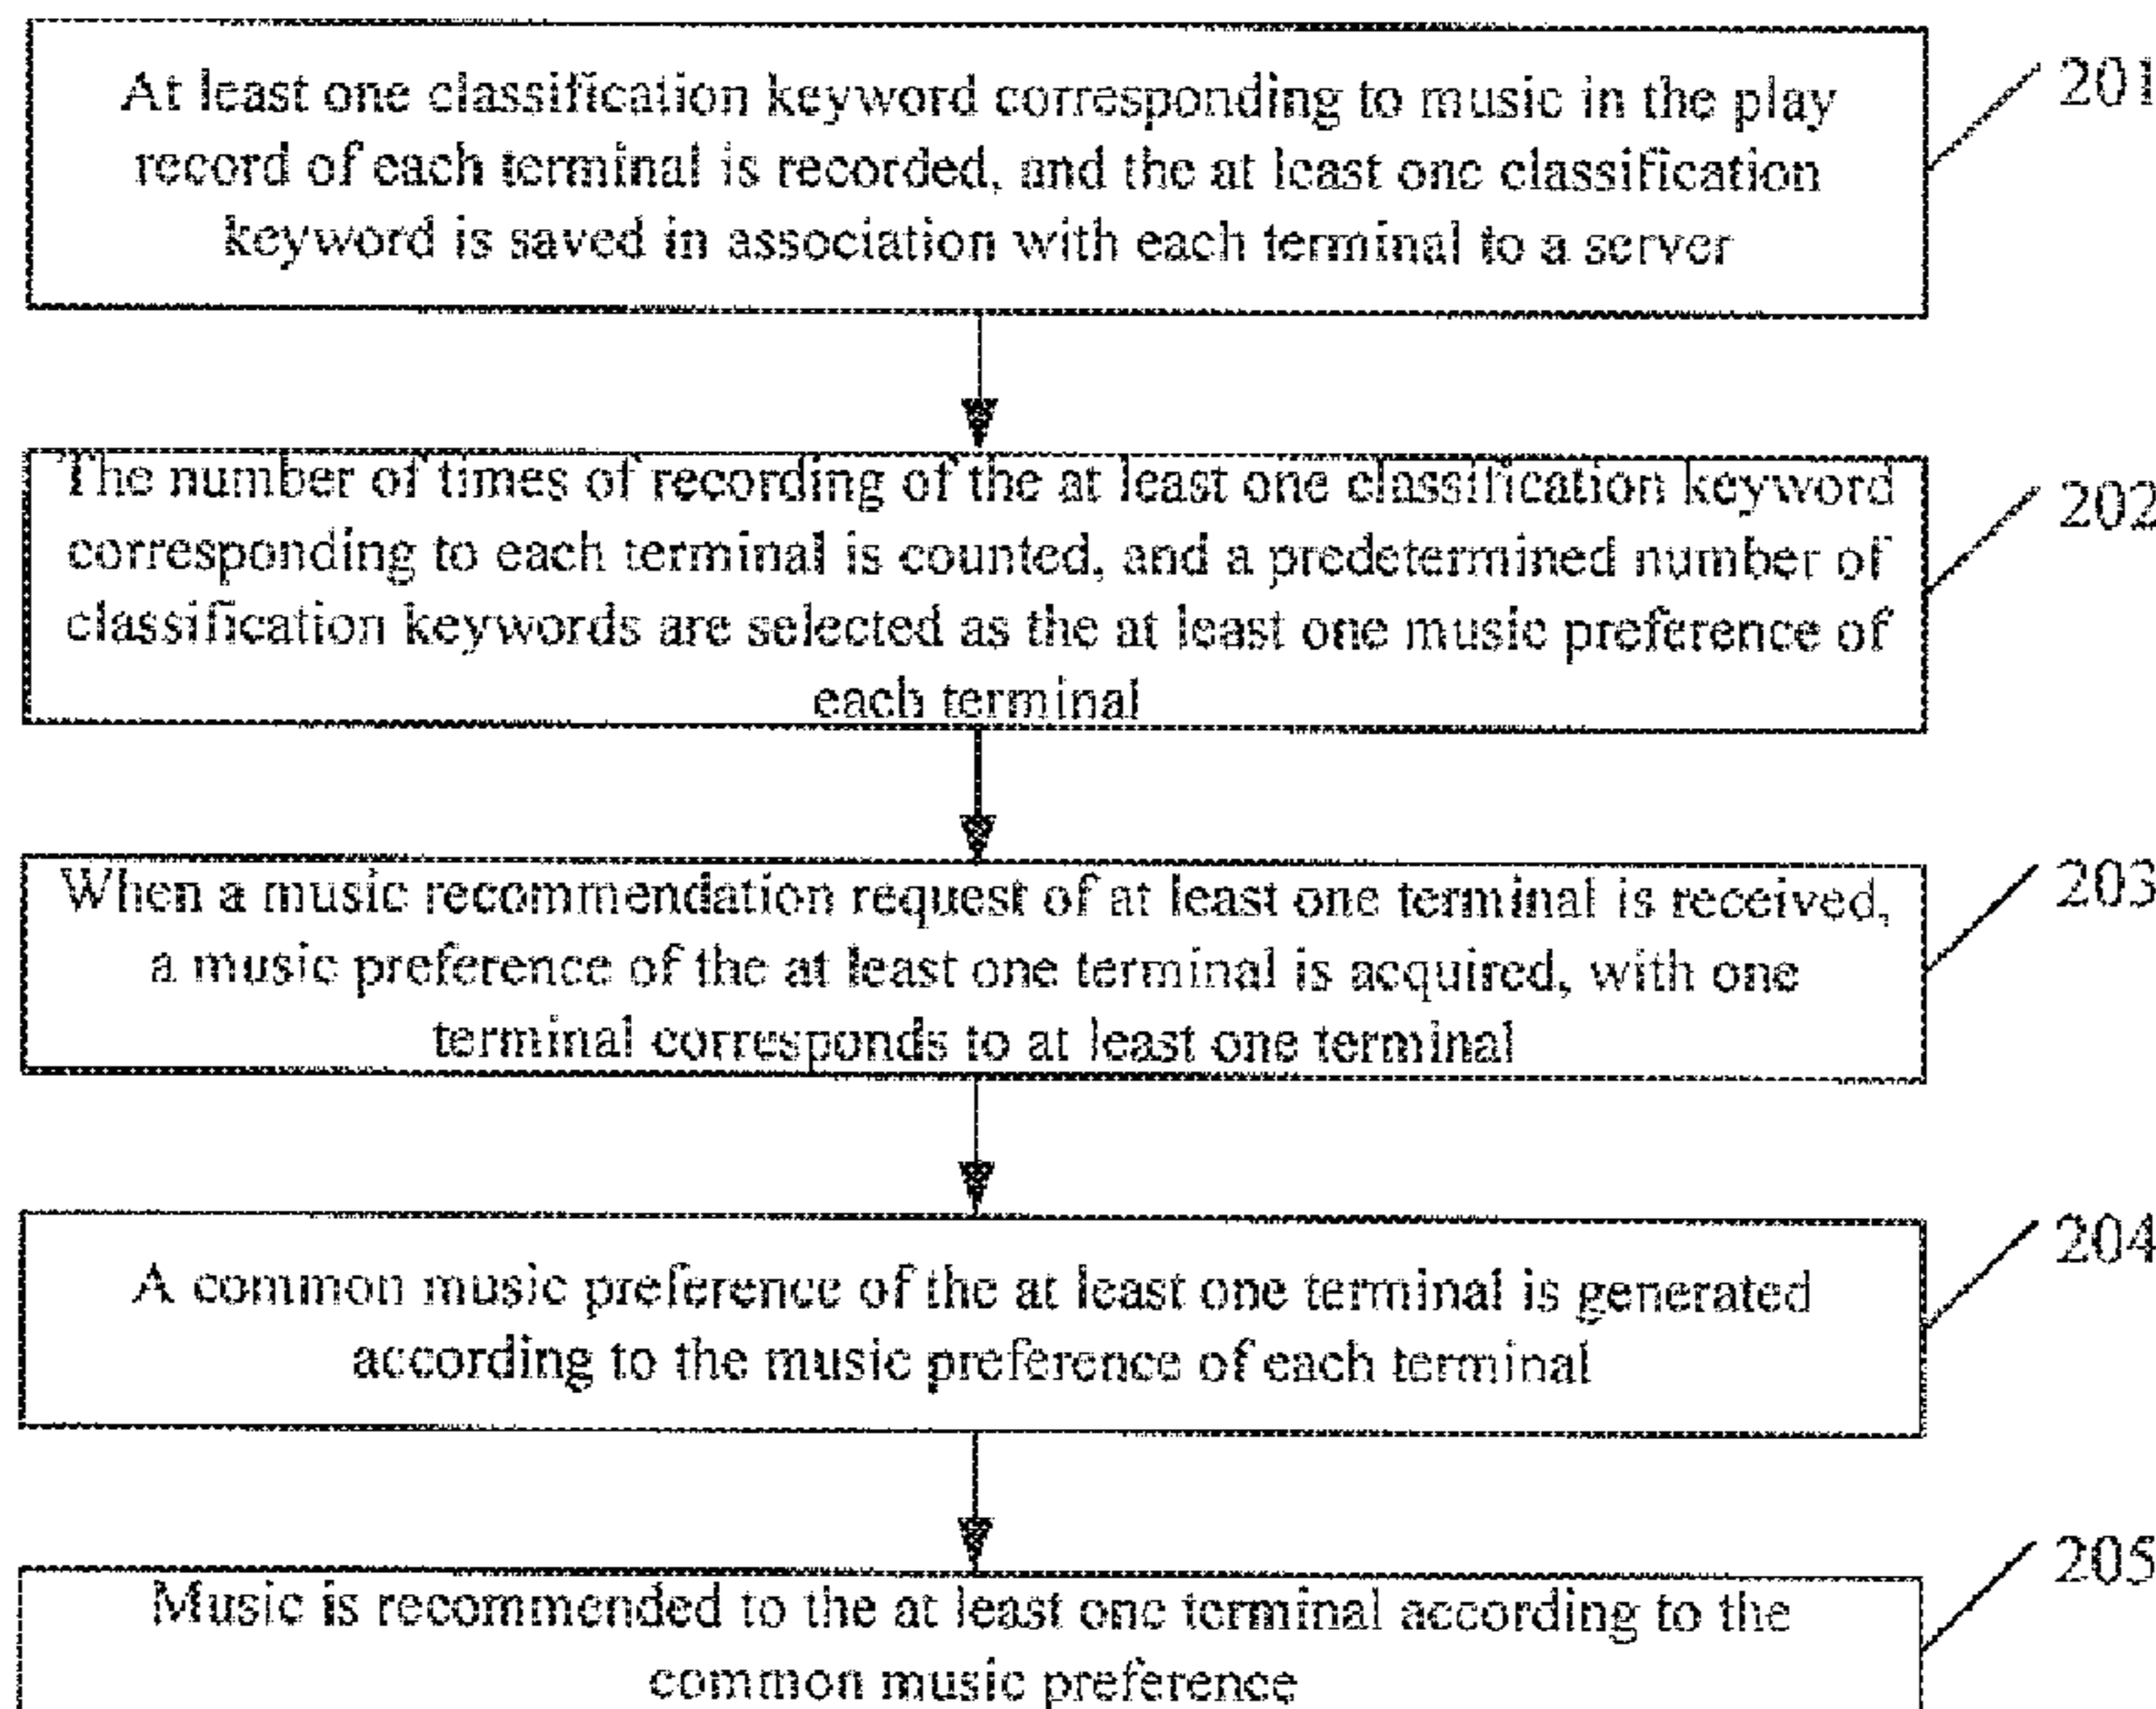 At least one classification keyword corresponding to music in the play
record of each terminal is recorded, and the at least one classification
keyword is saved in association with each terminal to a server
201
The number of times of recording of the at least one classification keyword
corresponding to each terminal is counted, and a predetermined number of
classification keywords are selected as the at least one music preference of
each terminal
202
When a music recommendation request of at least one terminal is received,
a music preference of the at least one terminal is acquired, with one
terminal corresponds to at least one terminal
203
A common music preference of the at least one terminal is generated
according to the music preference of each terminal
204
Music is recommended to the at least one terminal according to the
common music preference
205